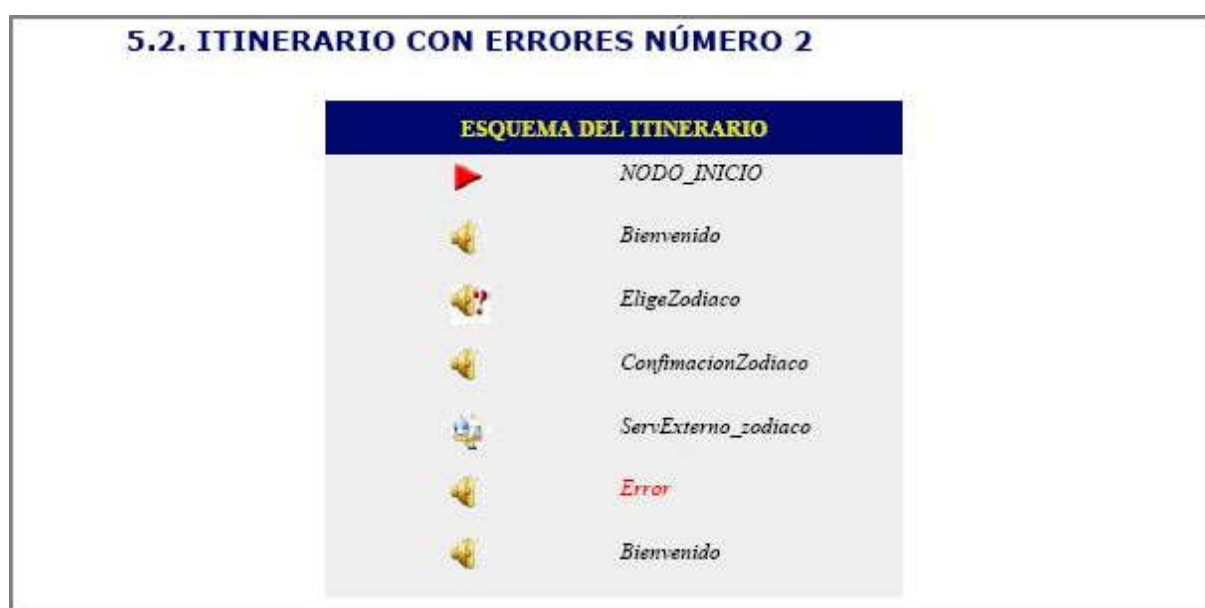 5.2. ITINERARIO CON ERRORES NÚMERO 2
ESQUEMA DEL ITINERARIO
NODO_INICIO
Bienvenido
EligeZodiaco
ConfimacionZodiaco
ServExterno_zodiaco
Error
Bienvenido